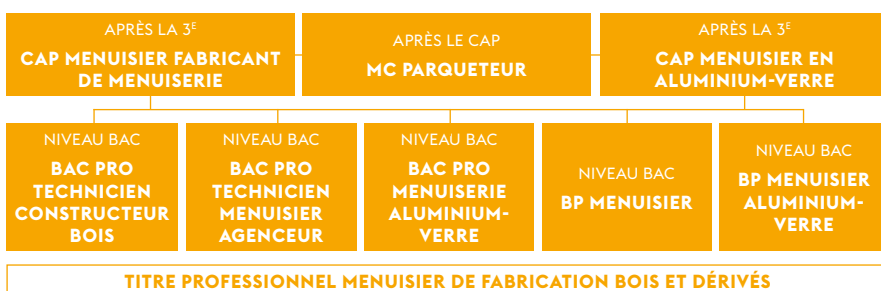 APRÈS LA 3E
CAP MENUISIER FABRICANT
DE MENUISERIE
APRÈS LE CAP
MC PARQUETEUR
APRÈS LA 3E
CAP MENUISIER EN
ALUMINIUM-VERRE
NIVEAU BAC
BAC PRO
TECHNICIEN
CONSTRUCTEUR
BOIS
NIVEAU BAC
BAC PRO
TECHNICIEN
MENUISIER
AGENCEUR
NIVEAU BAC
BAC PRO
MENUISERIE
ALUMINIUM-
VERRE
NIVEAU BAC
BP MENUISIER
NIVEAU BAC
BP MENUISIER
ALUMINIUM-
VERRE
TITRE PROFESSIONNEL MENUISIER DE FABRICATION BOIS ET DÉRIVÉS